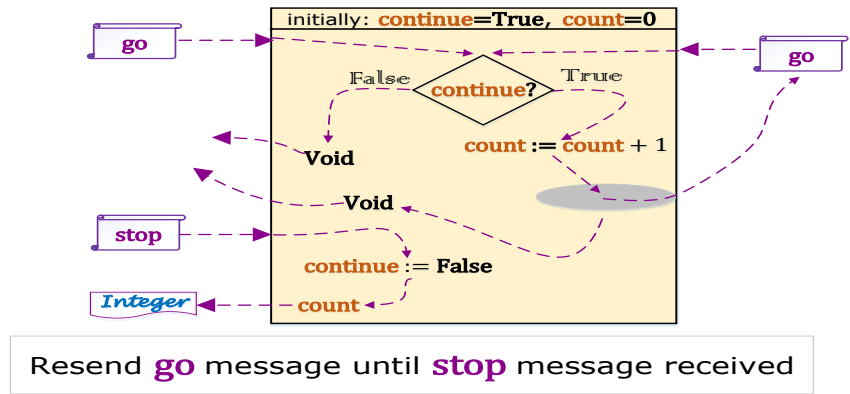 initially: continue=True, count=0
go
go
False
True
continue?
count := count + 1
Void
Void
stop
continue := False
Integer
count
Resend go message until stop message received